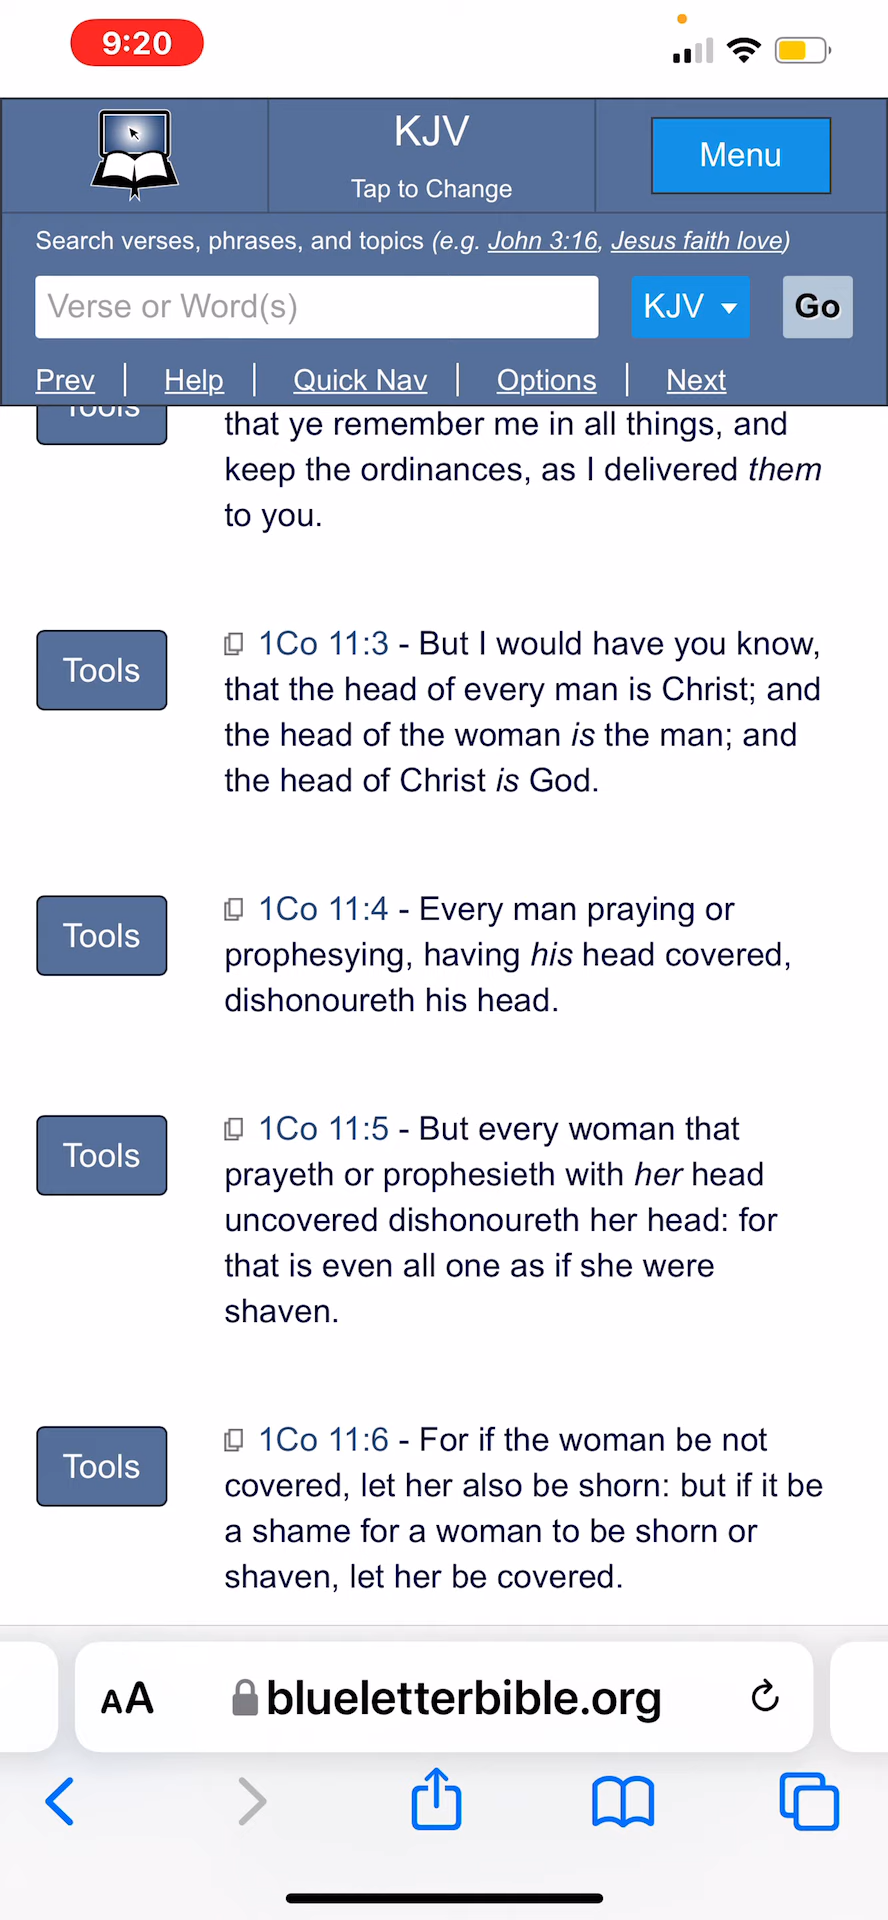 9:20
KJV
Tap to Change
Menu
Search verses, phrases, and topics (e.g. John 3:16, Jesus faith love)
Verse or Word(s)
KJV
Go
Prev | Help | Quick Nav | Options | Next
Tools
that ye remember me in all things, and
keep the ordinances, as I delivered them
to you.
Tools
1Co 11:3 - But I would have you know,
that the head of every man is Christ; and
the head of the woman is the man; and
the head of Christ is God.
Tools
1Co 11:4 - Every man praying or
prophesying, having his head covered,
dishonoureth his head.
Tools
1Co 11:5 - But every woman that
prayeth or prophesieth with her head
uncovered dishonoureth her head: for
that is even all one as if she were
shaven.
Tools
1Co 11:6 - For if the woman be not
covered, let her also be shorn: but if it be
a shame for a woman to be shorn or
shaven, let her be covered.
AA
blueletterbible.org